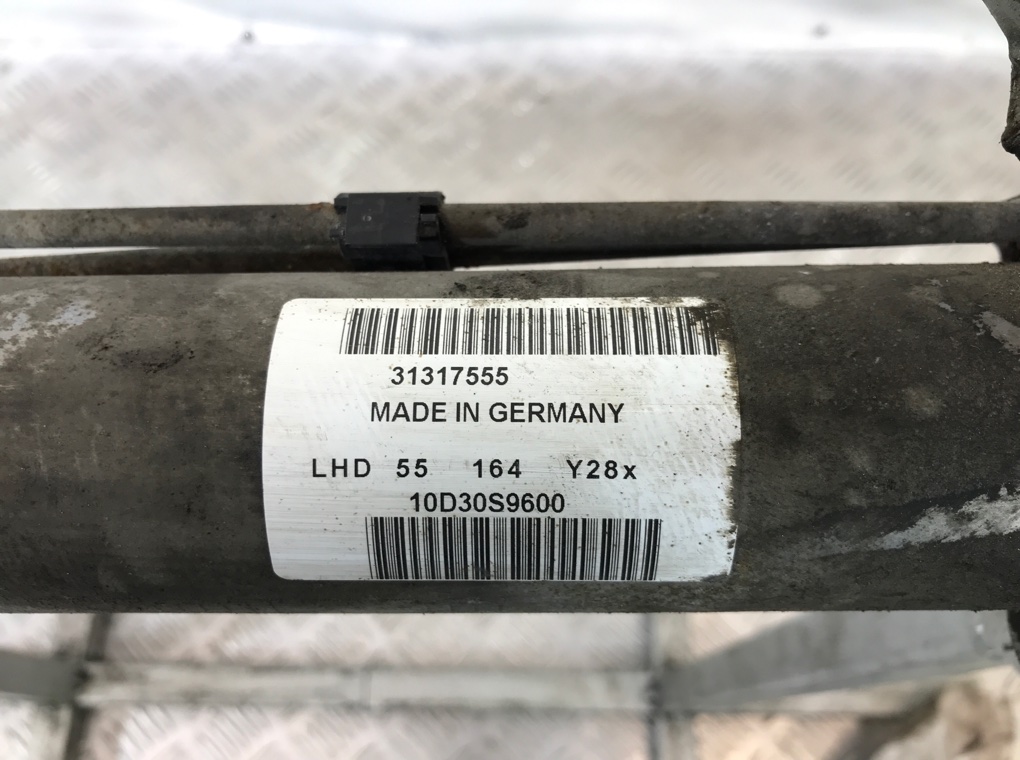 31317555
MADE IN GERMANY
LHD 55 164 Y28x
10D30S9600